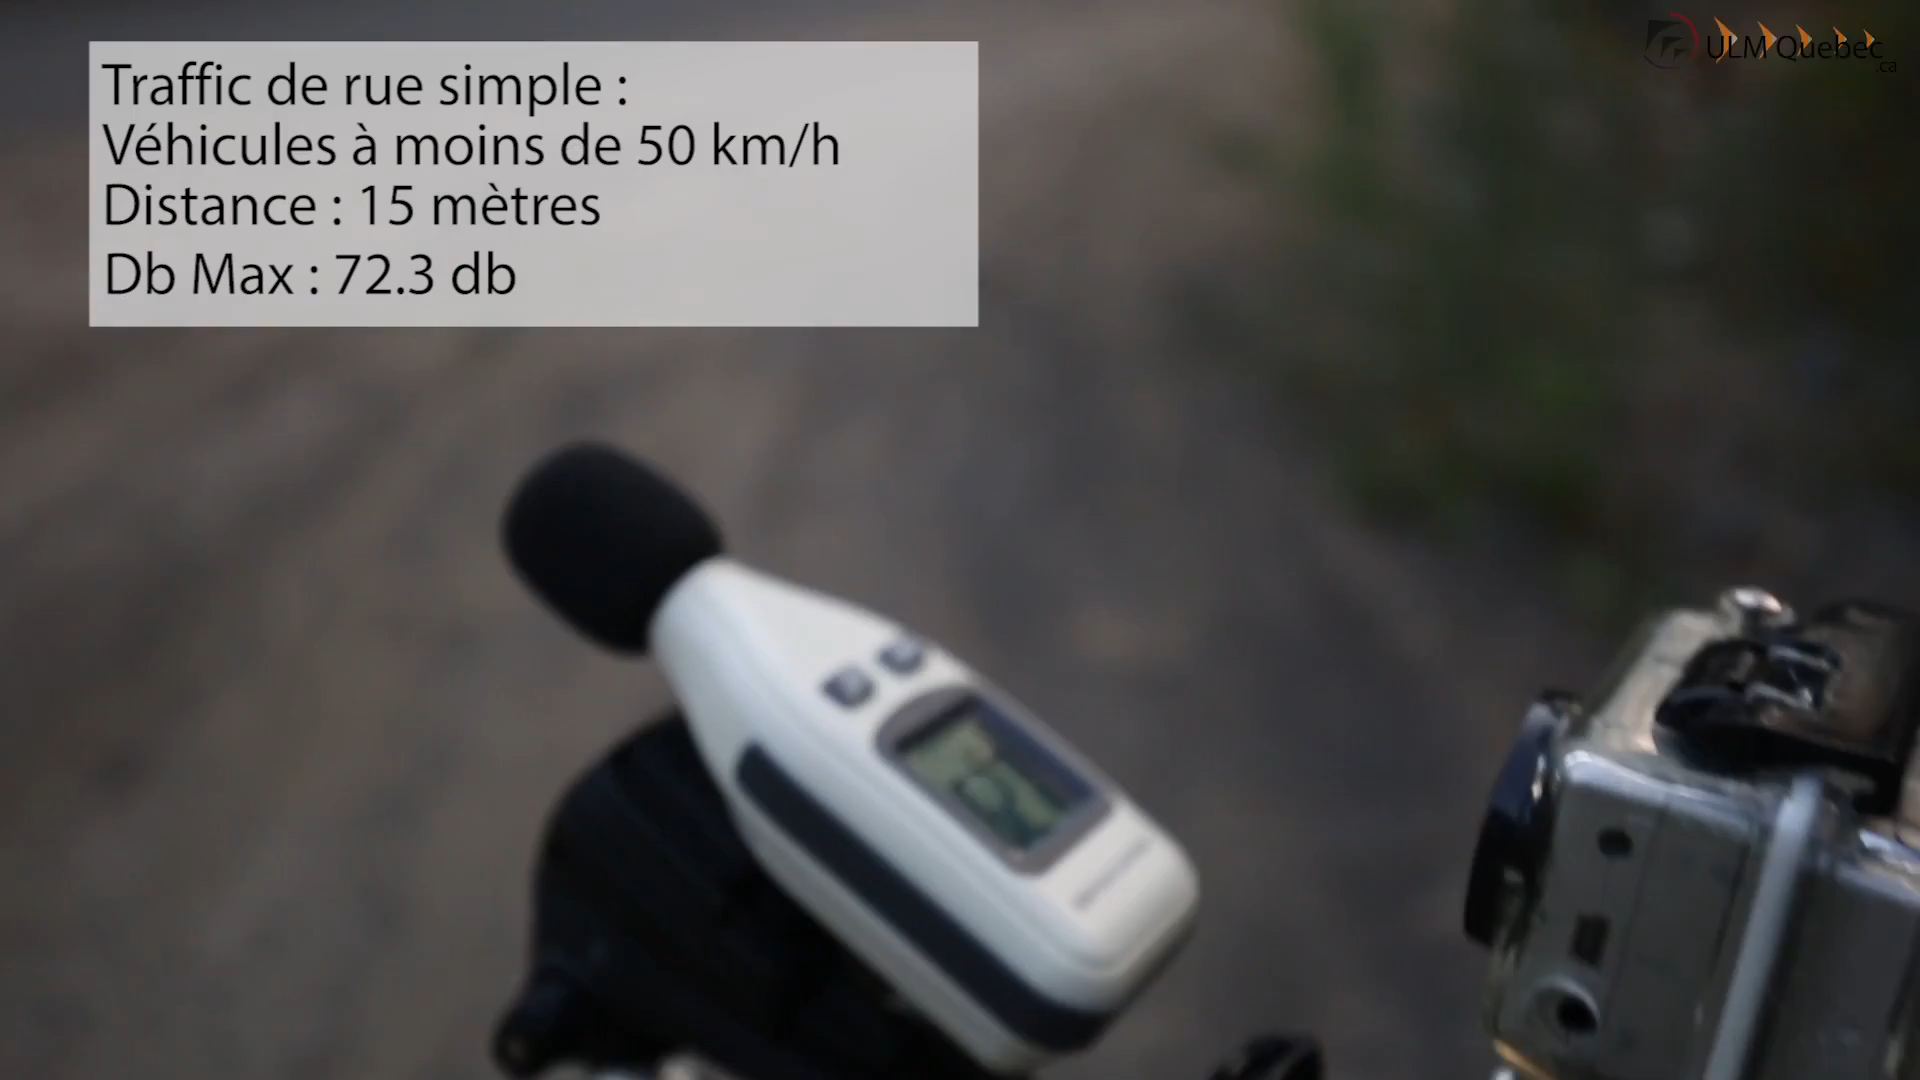 Traffic de rue simple :
Véhicules à moins de 50 km/h
Distance : 15 mètres
Db Max : 72.3 db
ULM Quebec
.ca